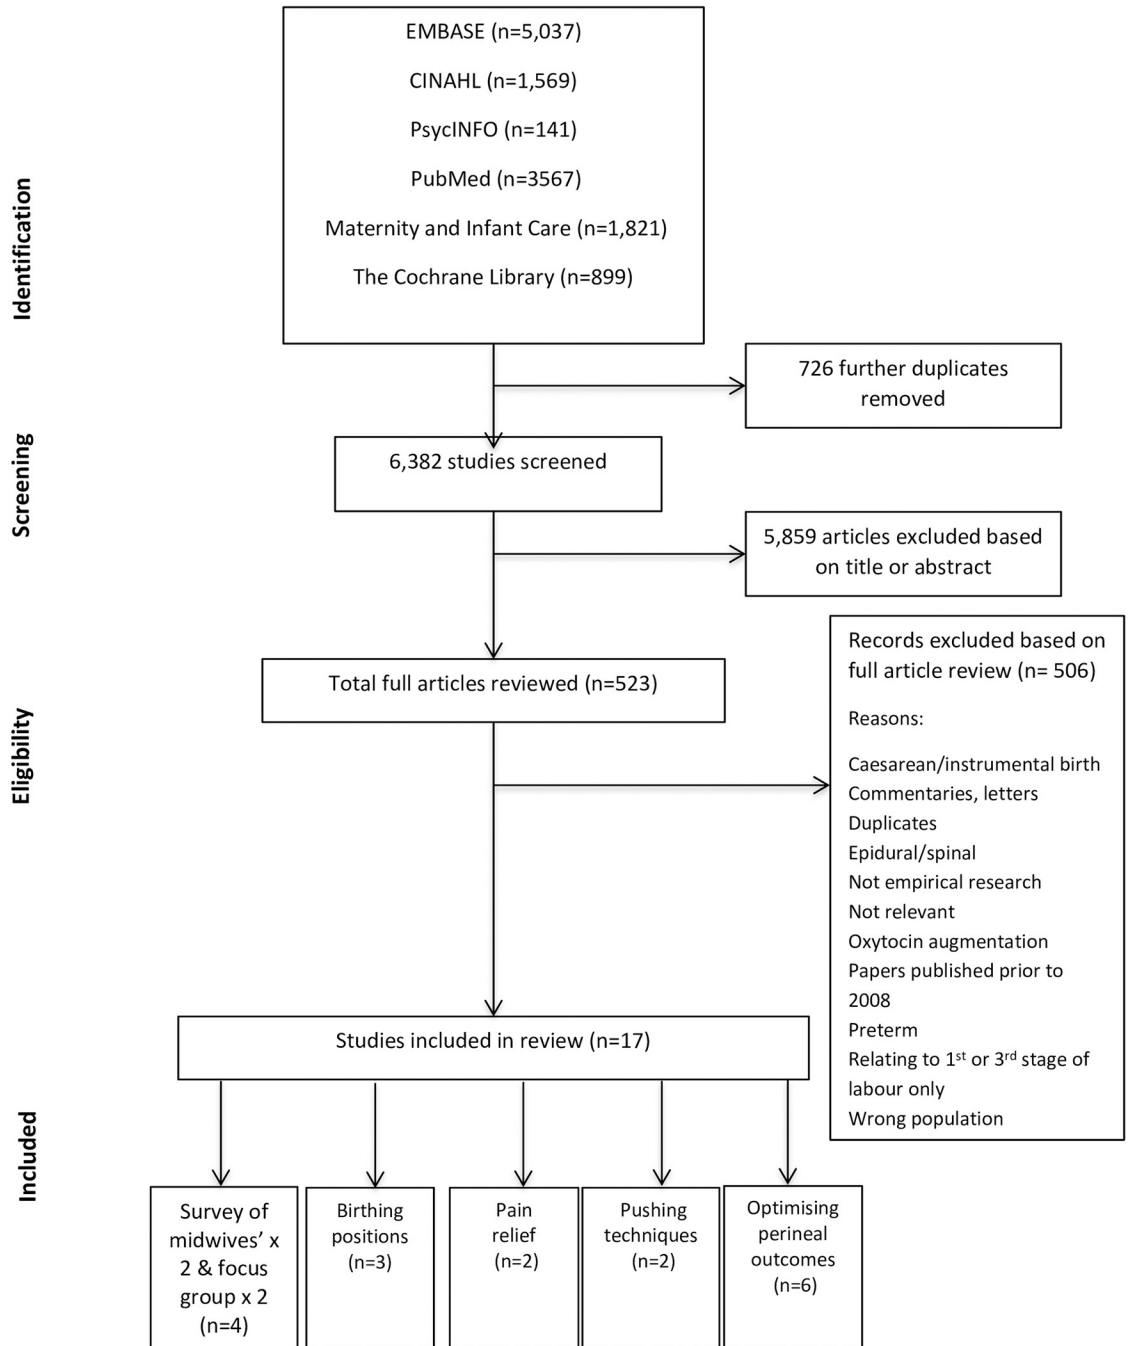 Identification
EMBASE (n=5,037)
CINAHL (n=1,569)
PsycINFO (n=141)
PubMed (n=3567)
Maternity and Infant Care (n=1,821)
The Cochrane Library (n=899)
726 further duplicates
removed
Screening
6,382 studies screened
5,859 articles excluded based
on title or abstract
Eligibility
Total full articles reviewed (n=523)
Records excluded based on
full article review (n= 506)
Reasons:
Caesarean/instrumental birth
Commentaries, letters
Duplicates
Epidural/spinal
Not empirical research
Not relevant
Oxytocin augmentation
Papers published prior to
2008
Preterm
Relating to 1st or 3rd stage of
labour only
Wrong population
Included
Studies included in review (n=17)
Survey of
midwives’ x
2 & focus
group x 2
(n=4)
Birthing
positions
(n=3)
Pain
relief
(n=2)
Pushing
techniques
(n=2)
Optimising
perineal
outcomes
(n=6)